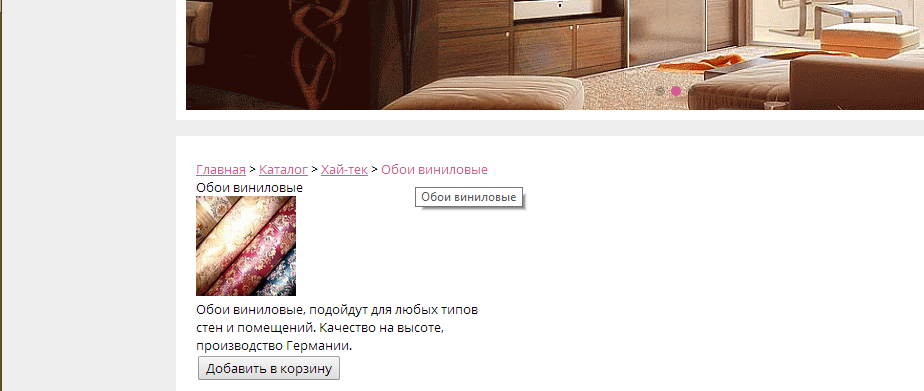 Главная > Каталог > Хай-тек > Обои виниловые
Обои виниловые
Обои виниловые
Обои виниловые, подойдут для любых типов
стен и помещений. Качество на высоте,
производство Германии.
Добавить в корзину